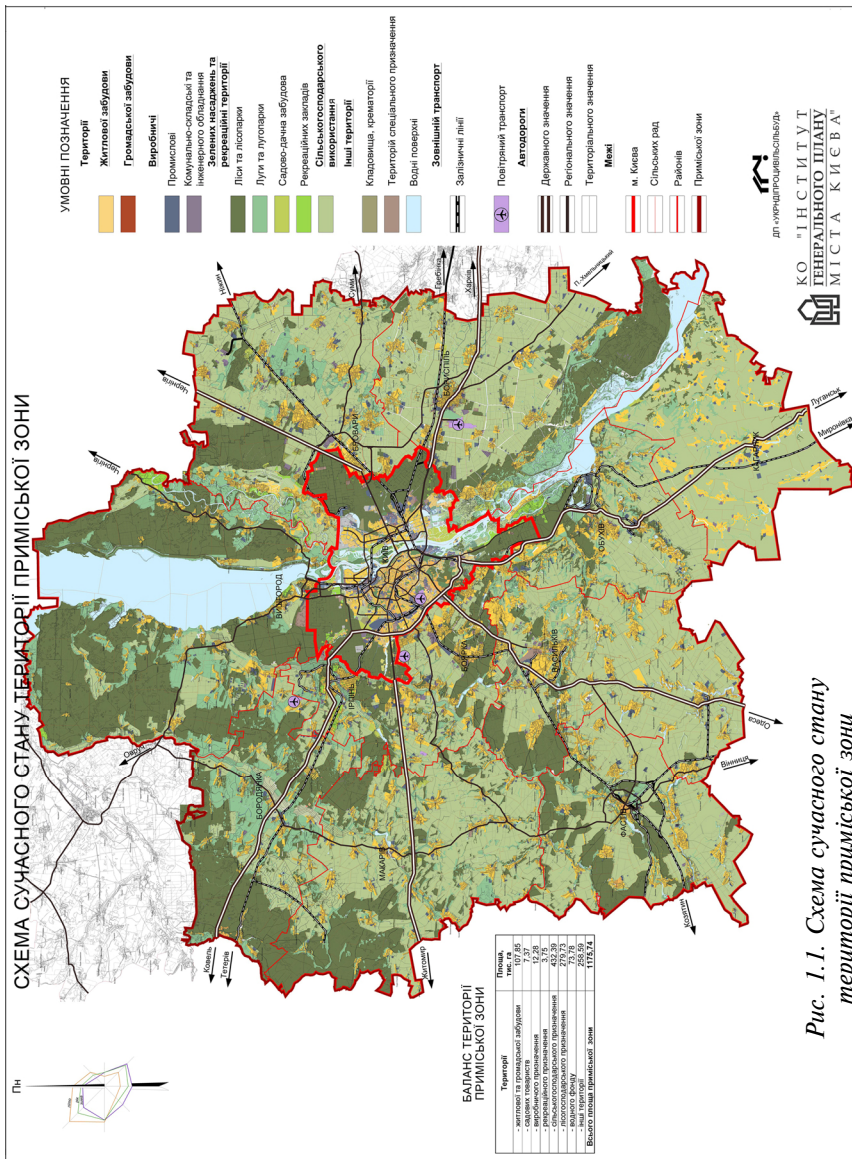 СХЕМА СУЧАСНОГО СТАНУ ТЕРИТОРІЇ ПРИМІСЬКОЇ ЗОНИ
Пн
Ковель
Тетерів
Житомир
Овруч
Чернігів
Чернігів
Ніжин
Суми
Гребінка
Харків
П.-Хмельницький
Луганськ
Миронівка
Одеса
Вінниця
Козятин
БОРОДЯНКА
МАКАРІВ
ІРПІНЬ
ВИШГОРОД
КИЇВ
БРОВАРИ
БОРИСПІЛЬ
БОЯРКА
ВАСИЛЬКІВ
ФАСТІВ
ОБУХІВ
КАГАРЛИК
БАЛАНС ТЕРИТОРІЇ
ПРИМІСЬКОЇ ЗОНИ
Території Площа, тис. га
- житлової та громадської забудови 107,85
- садових товариств 7,37
- виробничого призначення 12,28
- рекреаційного призначення 3,75
- сільськогосподарського призначення 432,39
- лісогосподарського призначення 279,73
- водного фонду 73,78
- інші території 258,59
Всього площа приміської зони 1175,74
УМОВНІ ПОЗНАЧЕННЯ
Території
Житлової забудови
Громадської забудови
Виробничі
Промислові
Комунально-складські та
інженерного обладнання
Зелених насаджень та
рекреаційні території
Ліси та лісопарки
Луги та лугопарки
Садово-дачна забудова
Рекреаційних закладів
Сільськогосподарського
використання
Інші території
Кладовища, крематорії
Територій спеціального призначення
Водні поверхні
Зовнішній транспорт
Залізничні лінії
Повітряний транспорт
Автодороги
Державного значення
Регіонального значення
Територіального значення
Межі
м. Києва
Сільських рад
Районів
Приміської зони
ДП «УКРНДІПРОЦИВІЛЬСІЛЬБУД»
КО "ІНСТИТУТ
ГЕНЕРАЛЬНОГО ПЛАНУ
МІСТА КИЄВА"
Рис. 1.1. Схема сучасного стану
території приміської зони